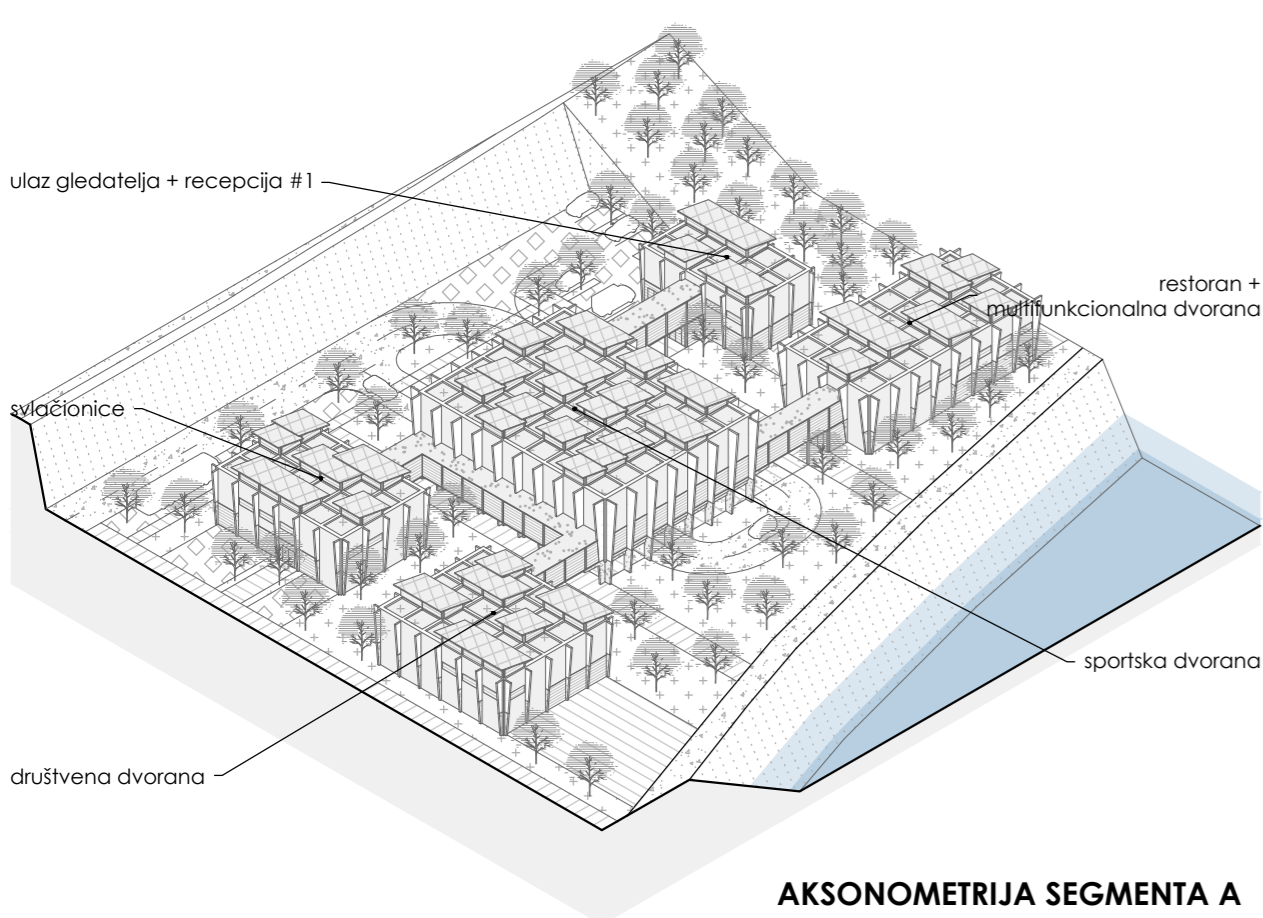 ulaz gledatelja + recepcija #1
restoran +
multifunkcionalna dvorana
svlačionice
sportska dvorana
društvena dvorana
AKSONOMETRIJA SEGMENTA A